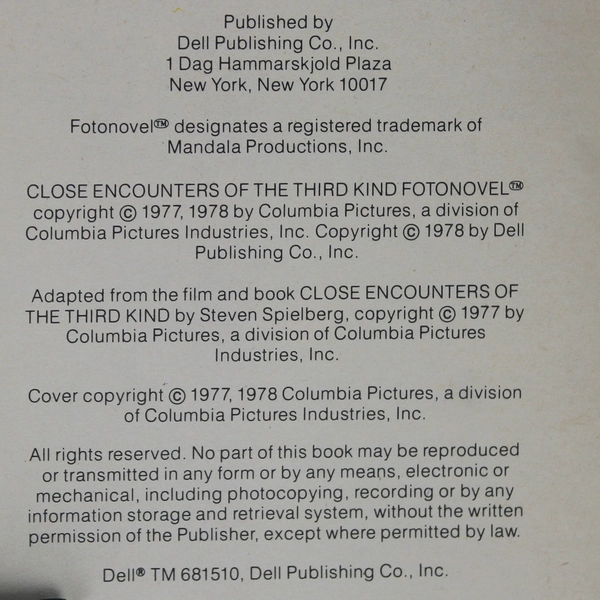 Published by
Dell Publishing Co., Inc.
1 Dag Hammarskjold Plaza
New York, New York 10017
Fotonovel™ designates a registered trademark of
Mandala Productions, Inc.
CLOSE ENCOUNTERS OF THE THIRD KIND FOTONOVEL™
copyright © 1977, 1978 by Columbia Pictures, a division of
Columbia Pictures Industries, Inc. Copyright © 1978 by Dell
Publishing Co., Inc.
Adapted from the film and book CLOSE ENCOUNTERS OF
THE THIRD KIND by Steven Spielberg, copyright © 1977 by
Columbia Pictures, a division of Columbia Pictures
Industries, Inc.
Cover copyright © 1977, 1978 Columbia Pictures, a division
of Columbia Pictures Industries, Inc.
All rights reserved. No part of this book may be reproduced
or transmitted in any form or by any means, electronic or
mechanical, including photocopying, recording or by any
information storage and retrieval system, without the written
permission of the Publisher, except where permitted by law.
Dell® TM 681510, Dell Publishing Co., Inc.